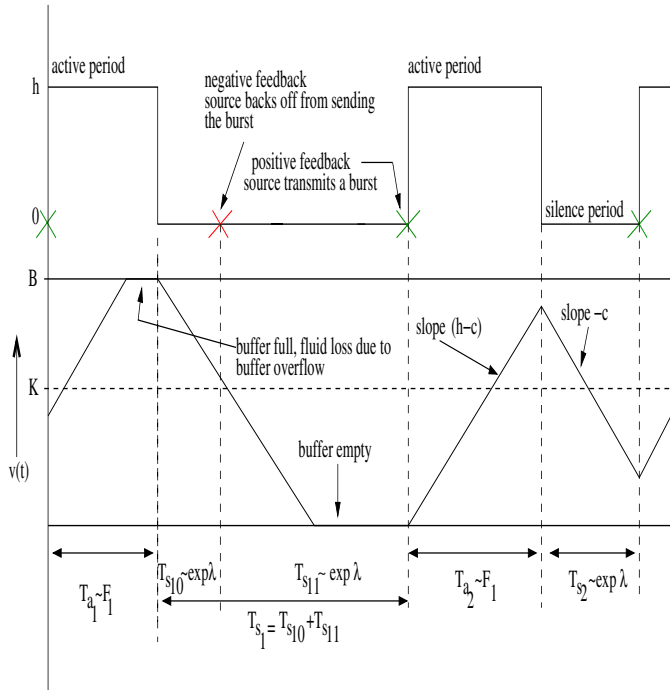 active period
active period
negative feedback
source backs off from sending
the burst
h
positive feedback
source transmits a burst
0
silence period
B
slope (h-c)
slope -c
buffer full, fluid loss due to
buffer overflow
K
v(t)
buffer empty
T_{s_{10}}~expλ
T_{s_{11}}~ exp λ
T_{a_1}~F_1
T_{a_2}~F_1
T_{s_2}~exp λ
T_{s_1} = T_{s_{10}}+T_{s_{11}}